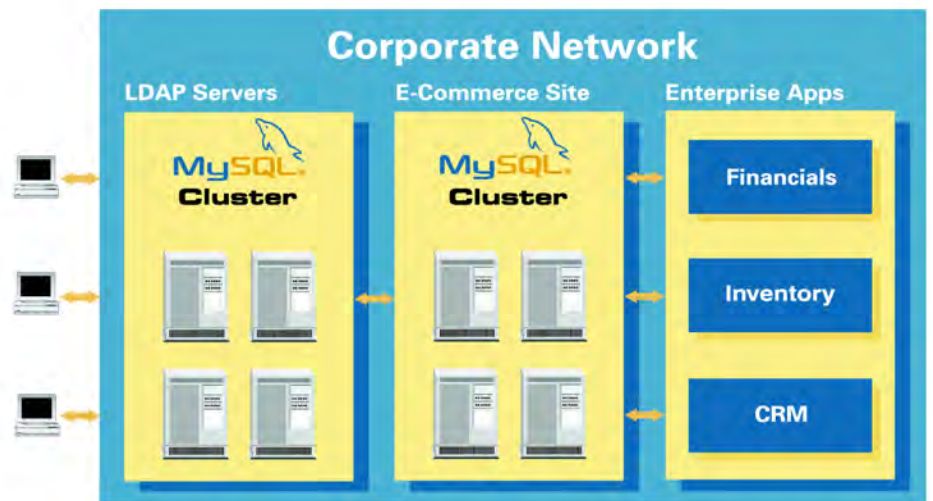 Corporate Network
LDAP Servers
E-Commerce Site
Enterprise Apps
MySQL®
Cluster
MySQL®
Cluster
Financials
Inventory
CRM